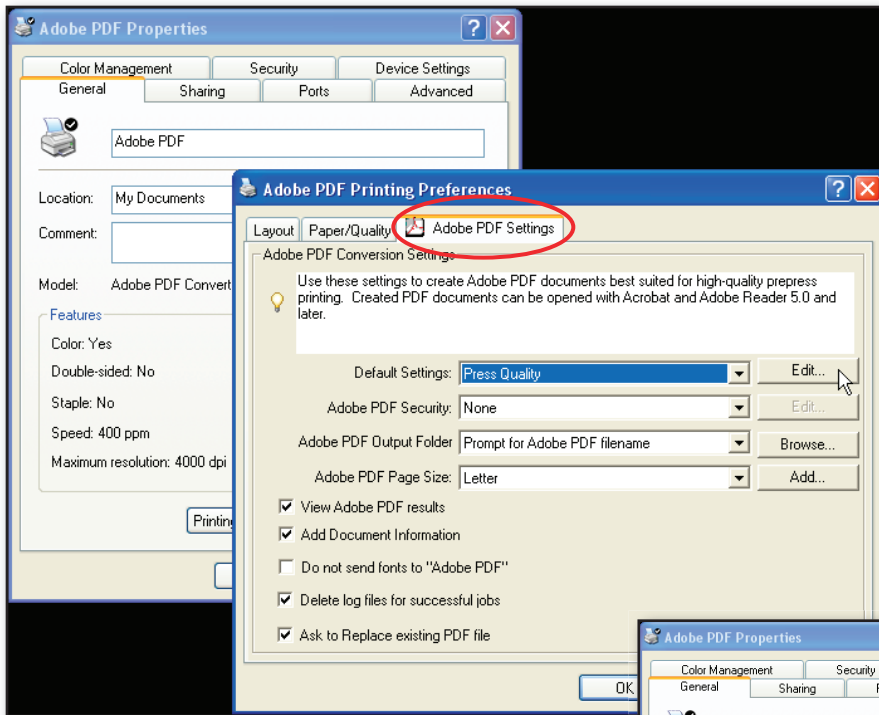 Adobe PDF Properties
Color Management Security Device Settings
General Sharing Ports Advanced
Adobe PDF
Location: My Documents
Comment:
Model: Adobe PDF Convert
Features
Color: Yes
Double-sided: No
Staple: No
Speed: 400 ppm
Maximum resolution: 4000 dpi
Printing
Adobe PDF Printing Preferences
Layout Paper/Quality Adobe PDF Settings
Adobe PDF Conversion Settings
Use these settings to create Adobe PDF documents best suited for high-quality prepress
printing. Created PDF documents can be opened with Acrobat and Adobe Reader 5.0 and
later.
Default Settings: Press Quality Edit...
Adobe PDF Security: None Edit...
Adobe PDF Output Folder Prompt for Adobe PDF filename Browse...
Adobe PDF Page Size: Letter Add...
View Adobe PDF results
Add Document Information
Do not send fonts to "Adobe PDF"
Delete log files for successful jobs
Ask to Replace existing PDF file
OK
Adobe PDF Properties
Color Management Security
General Sharing